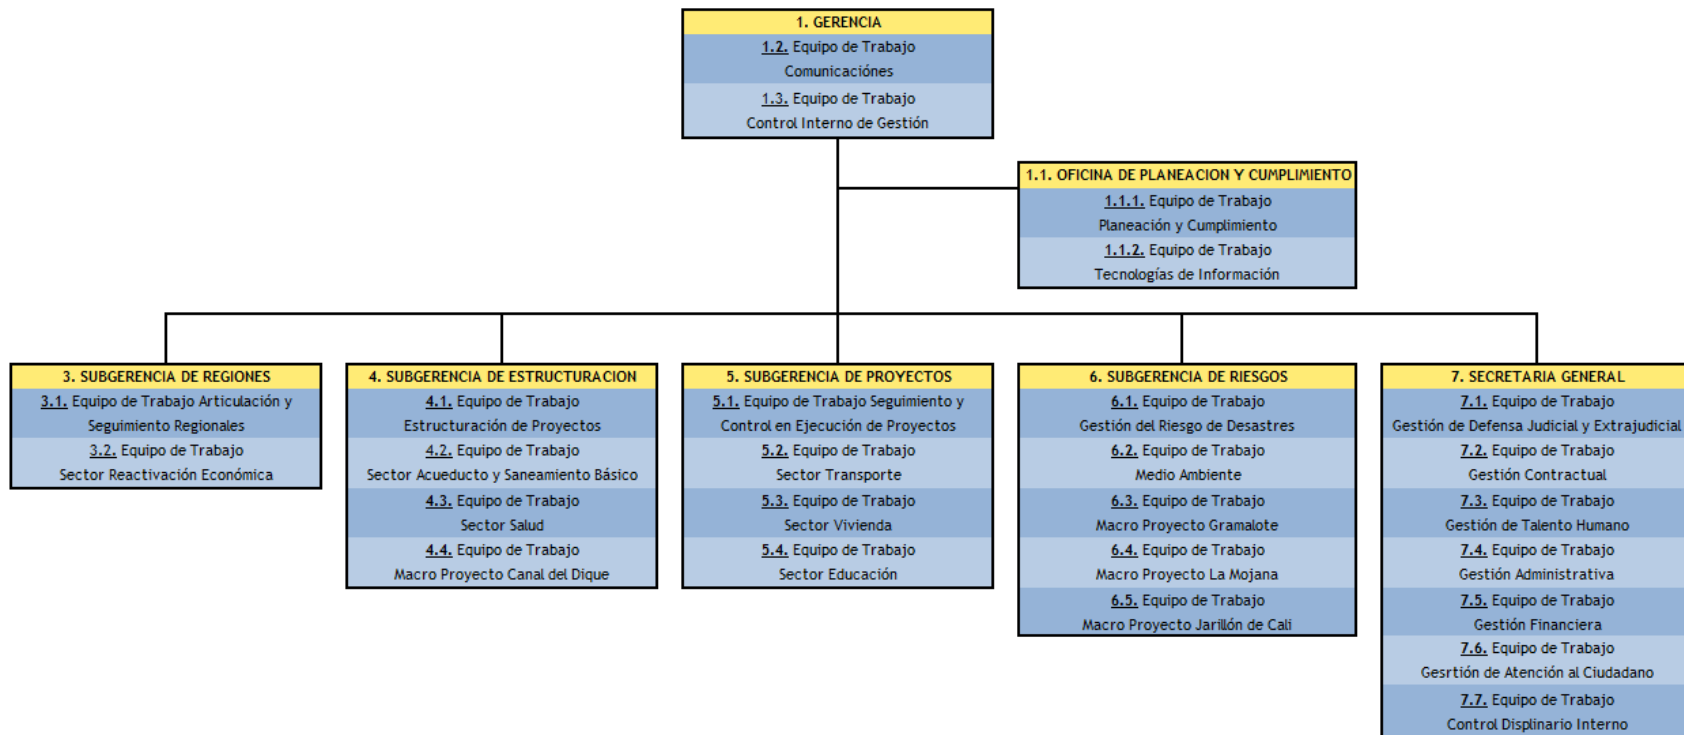 1. GERENCIA
1.2. Equipo de Trabajo
Comunicaciónes
1.3. Equipo de Trabajo
Control Interno de Gestión
1.1. OFICINA DE PLANEACION Y CUMPLIMIENTO
1.1.1. Equipo de Trabajo
Planeación y Cumplimiento
1.1.2. Equipo de Trabajo
Tecnologías de Información
3. SUBGERENCIA DE REGIONES
3.1. Equipo de Trabajo Articulación y
Seguimiento Regionales
3.2. Equipo de Trabajo
Sector Reactivación Económica
4. SUBGERENCIA DE ESTRUCTURACION
4.1. Equipo de Trabajo
Estructuración de Proyectos
4.2. Equipo de Trabajo
Sector Acueducto y Saneamiento Básico
4.3. Equipo de Trabajo
Sector Salud
4.4. Equipo de Trabajo
Macro Proyecto Canal del Dique
5. SUBGERENCIA DE PROYECTOS
5.1. Equipo de Trabajo Seguimiento y
Control en Ejecución de Proyectos
5.2. Equipo de Trabajo
Sector Transporte
5.3. Equipo de Trabajo
Sector Vivienda
5.4. Equipo de Trabajo
Sector Educación
6. SUBGERENCIA DE RIESGOS
6.1. Equipo de Trabajo
Gestión del Riesgo de Desastres
6.2. Equipo de Trabajo
Medio Ambiente
6.3. Equipo de Trabajo
Macro Proyecto Gramalote
6.4. Equipo de Trabajo
Macro Proyecto La Mojana
6.5. Equipo de Trabajo
Macro Proyecto Jarillón de Cali
7. SECRETARIA GENERAL
7.1. Equipo de Trabajo
Gestión de Defensa Judicial y Extrajudicial
7.2. Equipo de Trabajo
Gestión Contractual
7.3. Equipo de Trabajo
Gestión de Talento Humano
7.4. Equipo de Trabajo
Gestión Administrativa
7.5. Equipo de Trabajo
Gestión Financiera
7.6. Equipo de Trabajo
Gesrtión de Atención al Ciudadano
7.7. Equipo de Trabajo
Control Displinario Interno